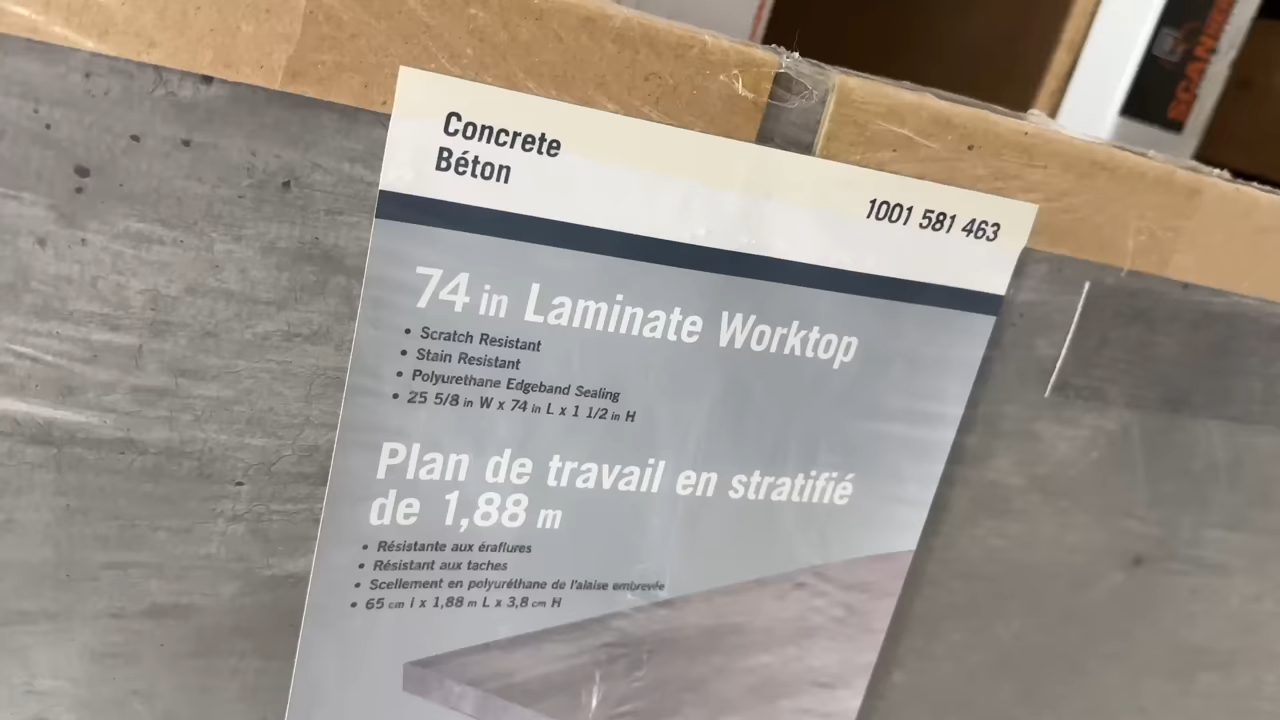 Concrete
Béton
1001 581 463
74 in Laminate Worktop
• Scratch Resistant
• Stain Resistant
• Polyurethane Edgeband Sealing
• 25 5/8 in W x 74 in L x 1 1/2 in H
Plan de travail en stratifié
de 1,88 m
• Résistante aux éraflures
• Résistant aux taches
• Scellement en polyuréthane de l'alaise embrevée
• 65 cm l x 1,88 m L x 3,8 cm H